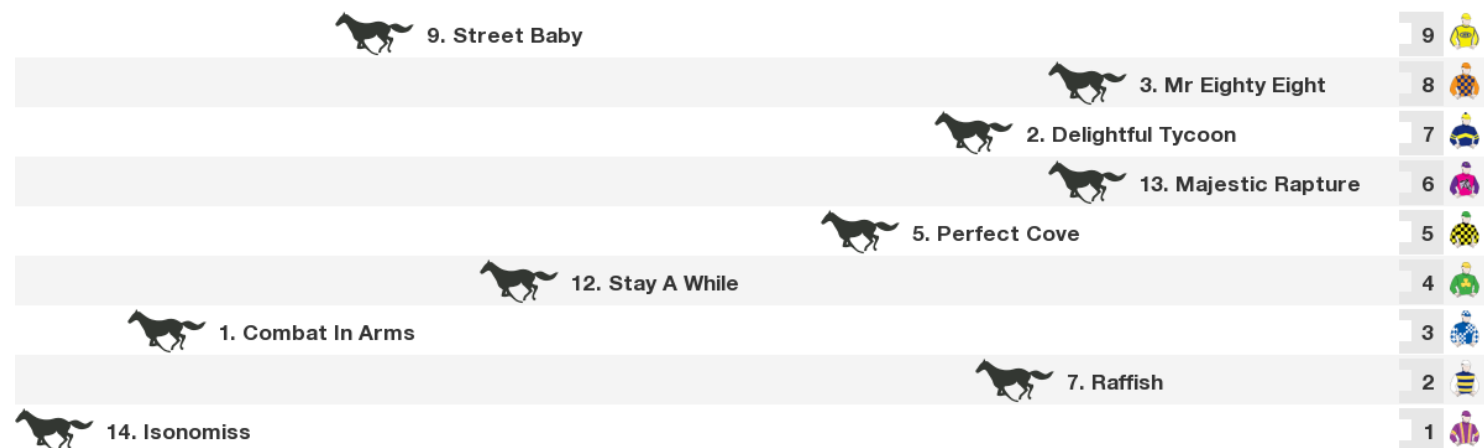 9. Street Baby 9
3. Mr Eighty Eight 8
2. Delightful Tycoon 7
13. Majestic Rapture 6
5. Perfect Cove 5
12. Stay A While 4
1. Combat In Arms 3
7. Raffish 2
14. Isonomiss 1